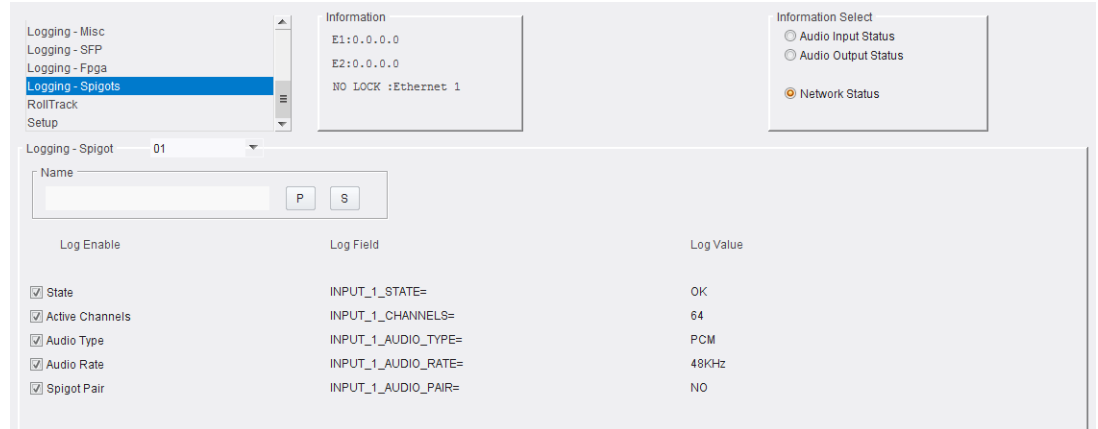 Logging - Misc
Logging - SFP
Logging - Fpga
Logging - Spigots
RollTrack
Setup
Information
E1:0.0.0.0
E2:0.0.0.0
NO LOCK :Ethernet 1
Information Select
Audio Input Status
Audio Output Status
Network Status
Logging - Spigot 01
Name
P S
Log Enable Log Field Log Value
State INPUT_1_STATE= OK
Active Channels INPUT_1_CHANNELS= 64
Audio Type INPUT_1_AUDIO_TYPE= PCM
Audio Rate INPUT_1_AUDIO_RATE= 48KHz
Spigot Pair INPUT_1_AUDIO_PAIR= NO